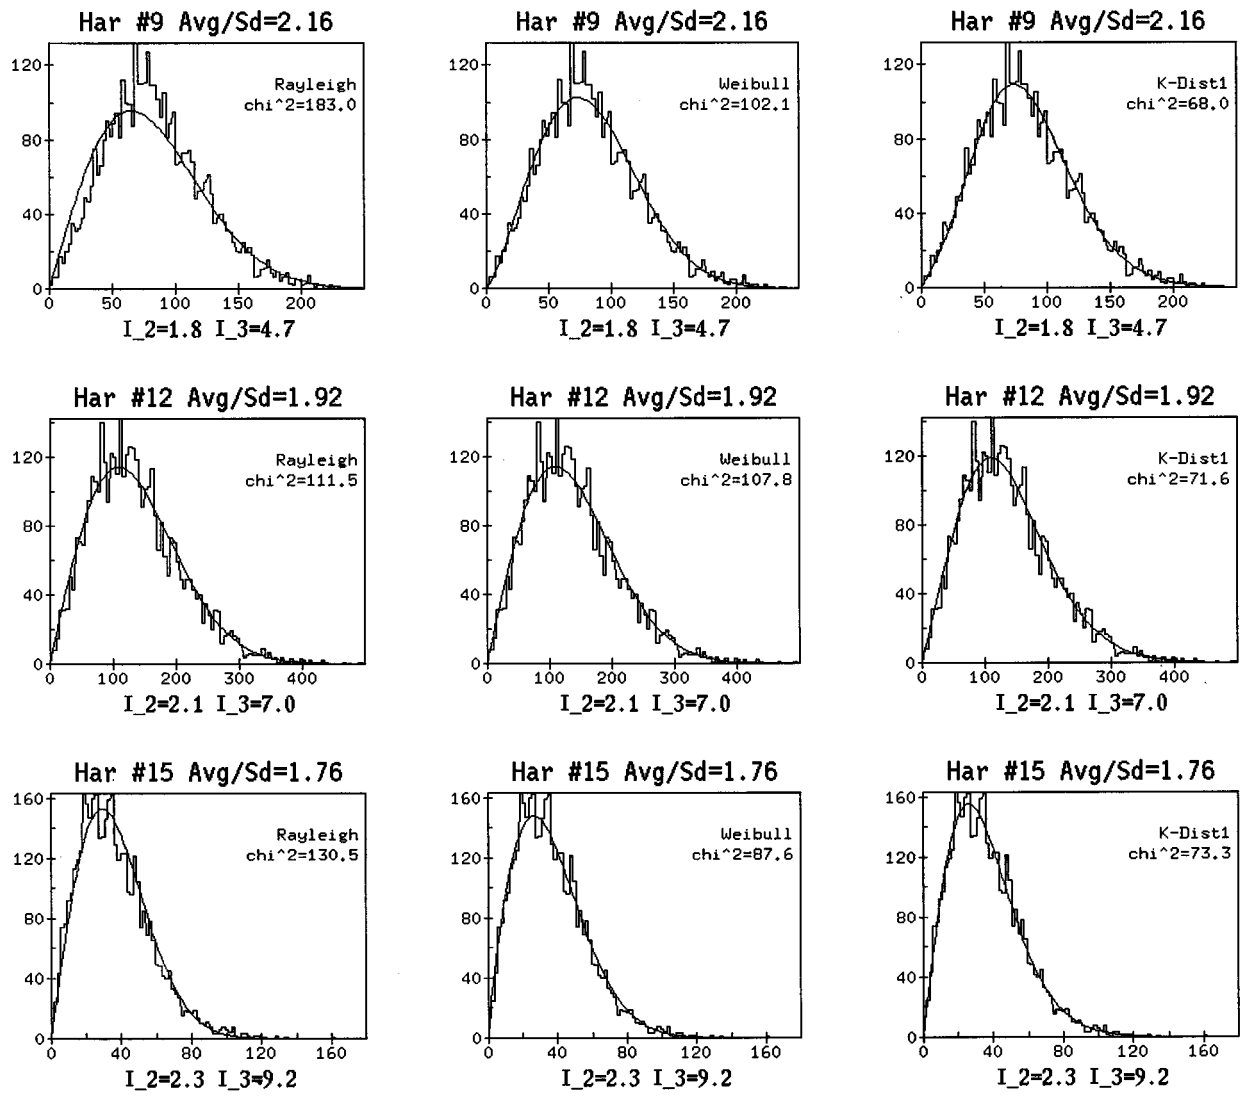 Har #9 Avg/Sd=2.16
120
80
40
0
Rayleigh
chi^2=183.0
50 100 150 200
I_2=1.8 I_3=4.7
Har #9 Avg/Sd=2.16
120
80
40
0
Weibull
chi^2=102.1
0 50 100 150 200
I_2=1.8 I_3=4.7
Har #9 Avg/Sd=2.16
120
80
40
0
K-Dist1
chi^2=68.0
0 50 100 150 200
I_2=1.8 I_3=4.7
Har #12 Avg/Sd=1.92
120
80
40
0
Rayleigh
chi^2=111.5
0 100 200 300 400
I_2=2.1 I_3=7.0
Har #12 Avg/Sd=1.92
120
80
40
0
Weibull
chi^2=107.8
0 100 200 300 400
I_2=2.1 I_3=7.0
Har #12 Avg/Sd=1.92
120
80
40
0
K-Dist1
chi^2=71.6
0 100 200 300 400
I_2=2.1 I_3=7.0
Har #15 Avg/Sd=1.76
160
120
80
40
0
Rayleigh
chi^2=130.5
0 40 80 120 160
I_2=2.3 I_3=9.2
Har #15 Avg/Sd=1.76
160
120
80
40
0
Weibull
chi^2=87.6
0 40 80 120 160
I_2=2.3 I_3=9.2
Har #15 Avg/Sd=1.76
160
120
80
40
0
K-Dist1
chi^2=73.3
0 40 80 120 160
I_2=2.3 I_3=9.2